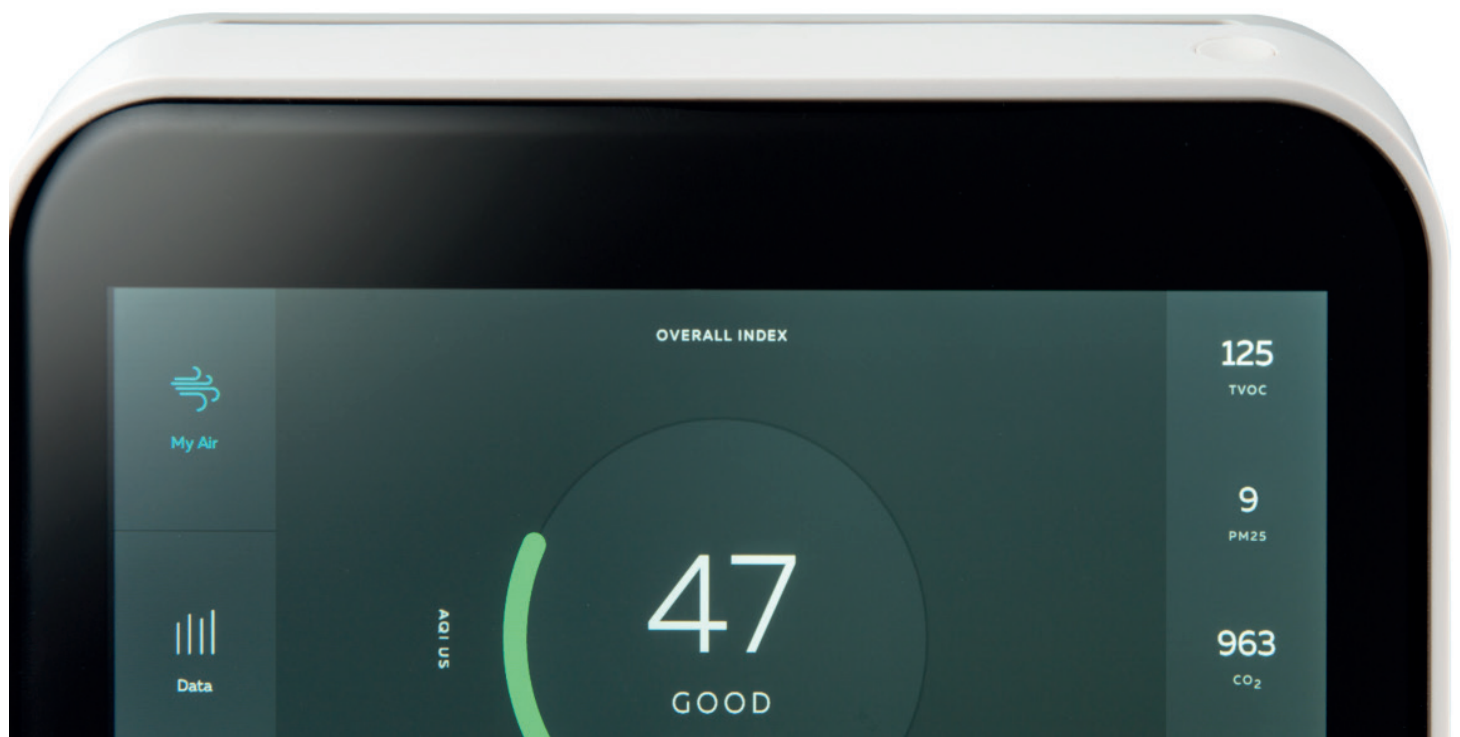 OVERALL INDEX
My Air
Data
AQI US
47
GOOD
125
TVOC
9
PM25
963
CO₂